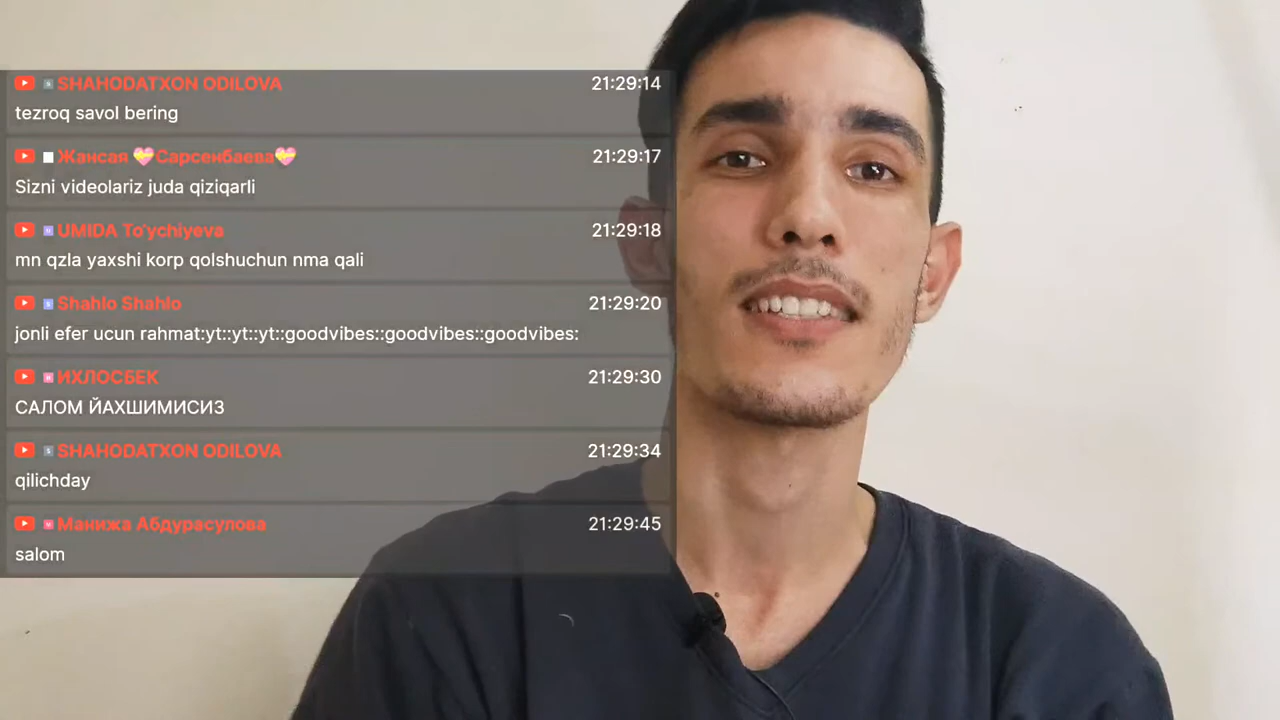 SHAHODATXON ODILOVA 21:29:14
tezroq savol bering
Жансая 💝Сарсенбаева💝 21:29:17
Sizni videolariz juda qiziqarli
UMIDA To'ychiyeva 21:29:18
mn qzla yaxshi korp qolshuchun nma qali
Shahlo Shahlo 21:29:20
jonli efer ucun rahmat:yt::yt::yt::goodvibes::goodvibes::goodvibes:
ИХЛОСБЕК 21:29:30
САЛОМ ЙАХШИМИСИЗ
SHAHODATXON ODILOVA 21:29:34
qilichday
Манижа Абдурасулова 21:29:45
salom